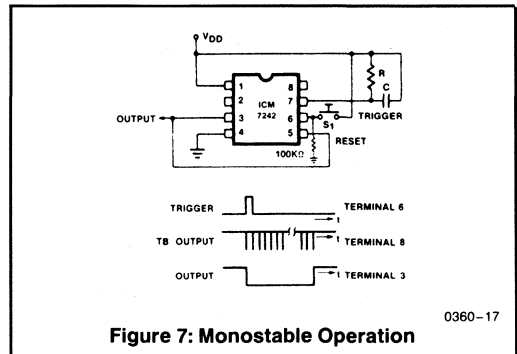 VDD
1
2
3
4
ICM
7242
8
7
6
5
R
C
TRIGGER
S1
RESET
100KΩ
OUTPUT
TRIGGER
t
TERMINAL 6
TB OUTPUT
t
TERMINAL 8
OUTPUT
t
TERMINAL 3
0360-17
Figure 7: Monostable Operation